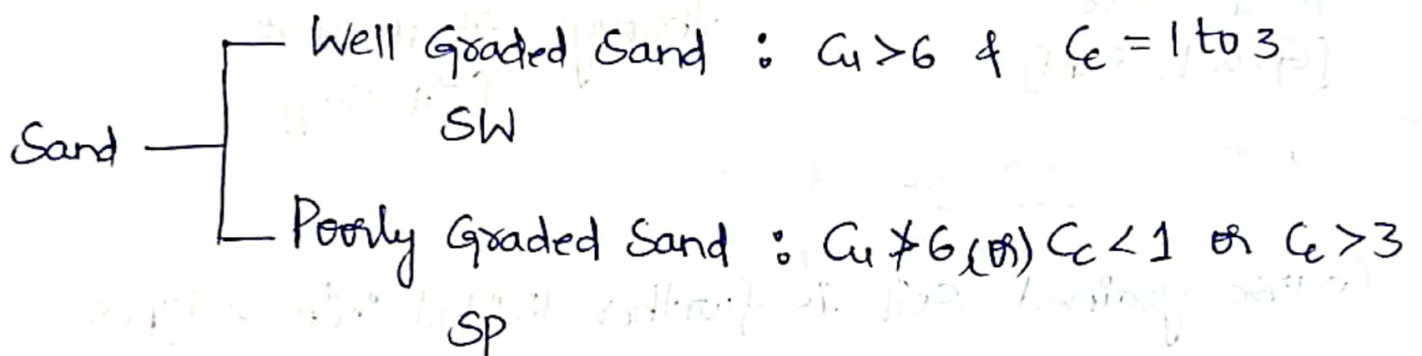 Well Graded Sand : Cu > 6 & Cc = 1 to 3
SW
Sand
Poorly Graded Sand : Cu ≯ 6 (or) Cc < 1 or Cc > 3
SP